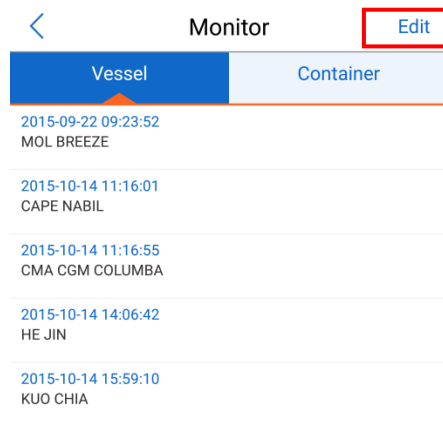 Monitor
Edit
Vessel
Container
2015-09-22 09:23:52
MOL BREEZE
2015-10-14 11:16:01
CAPE NABIL
2015-10-14 11:16:55
CMA CGM COLUMBA
2015-10-14 14:06:42
HE JIN
2015-10-14 15:59:10
KUO CHIA